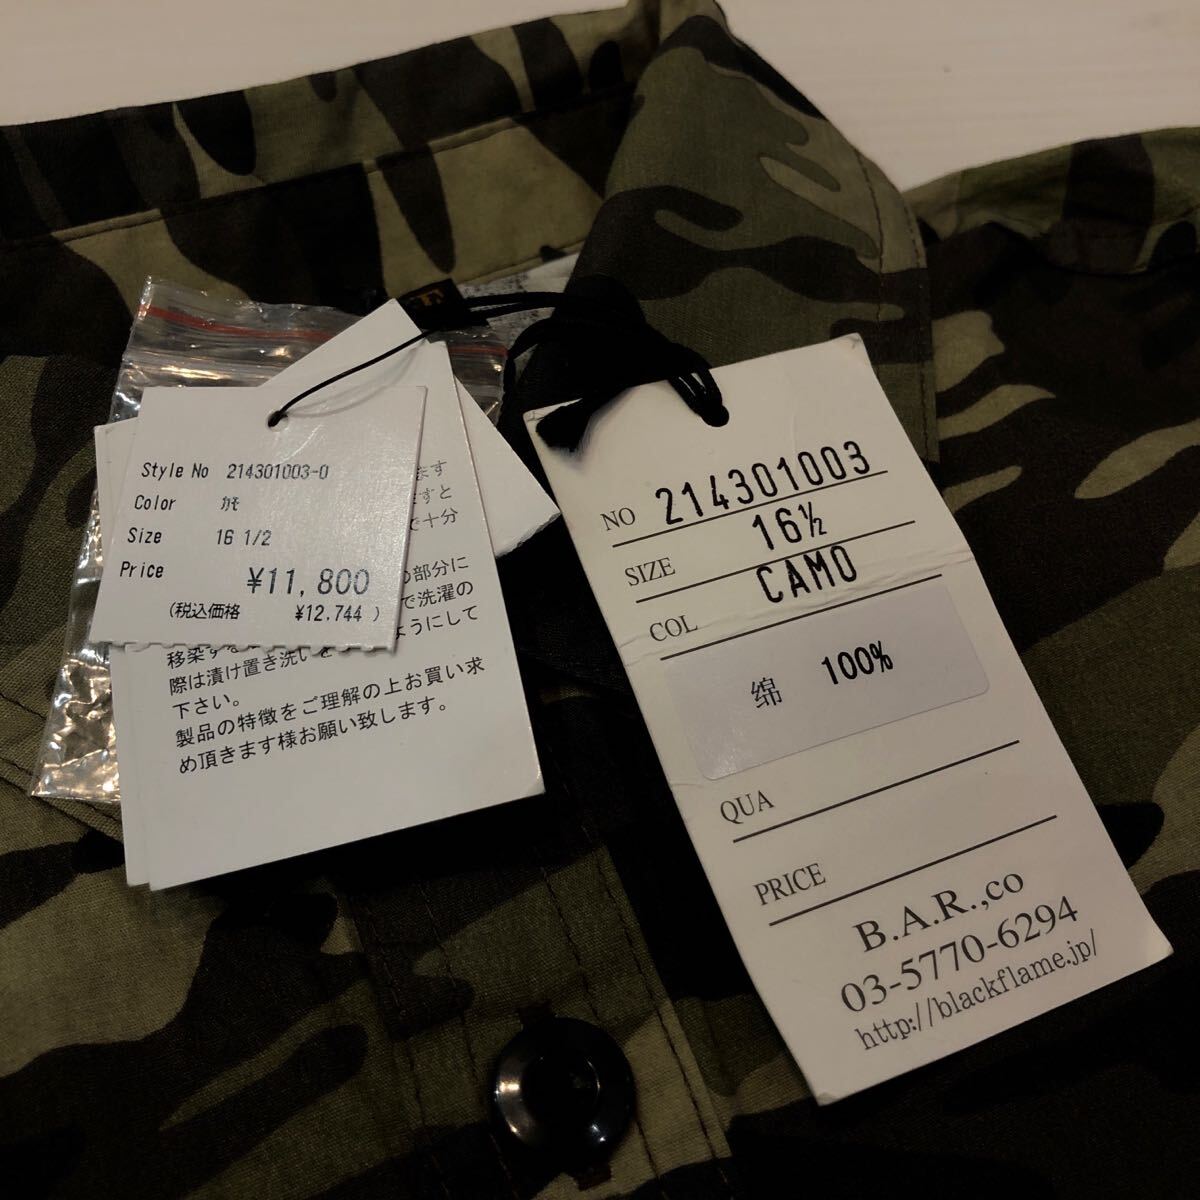 Style No 214301003-0
Color ｶﾓ
Size 16 1/2
Price ¥11,800
(税込価格 ¥12,744 )
ます
ますと
で十分
の部分に
で洗濯の
移染す ようにして
際は漬け置き洗いを
下さい。
製品の特徴をご理解の上お買い求
め頂きます様お願い致します。
NO 214301003
SIZE 16½
COL CAMO
綿 100%
QUA
PRICE
B.A.R.,co
03-5770-6294
http://blackflame.jp/